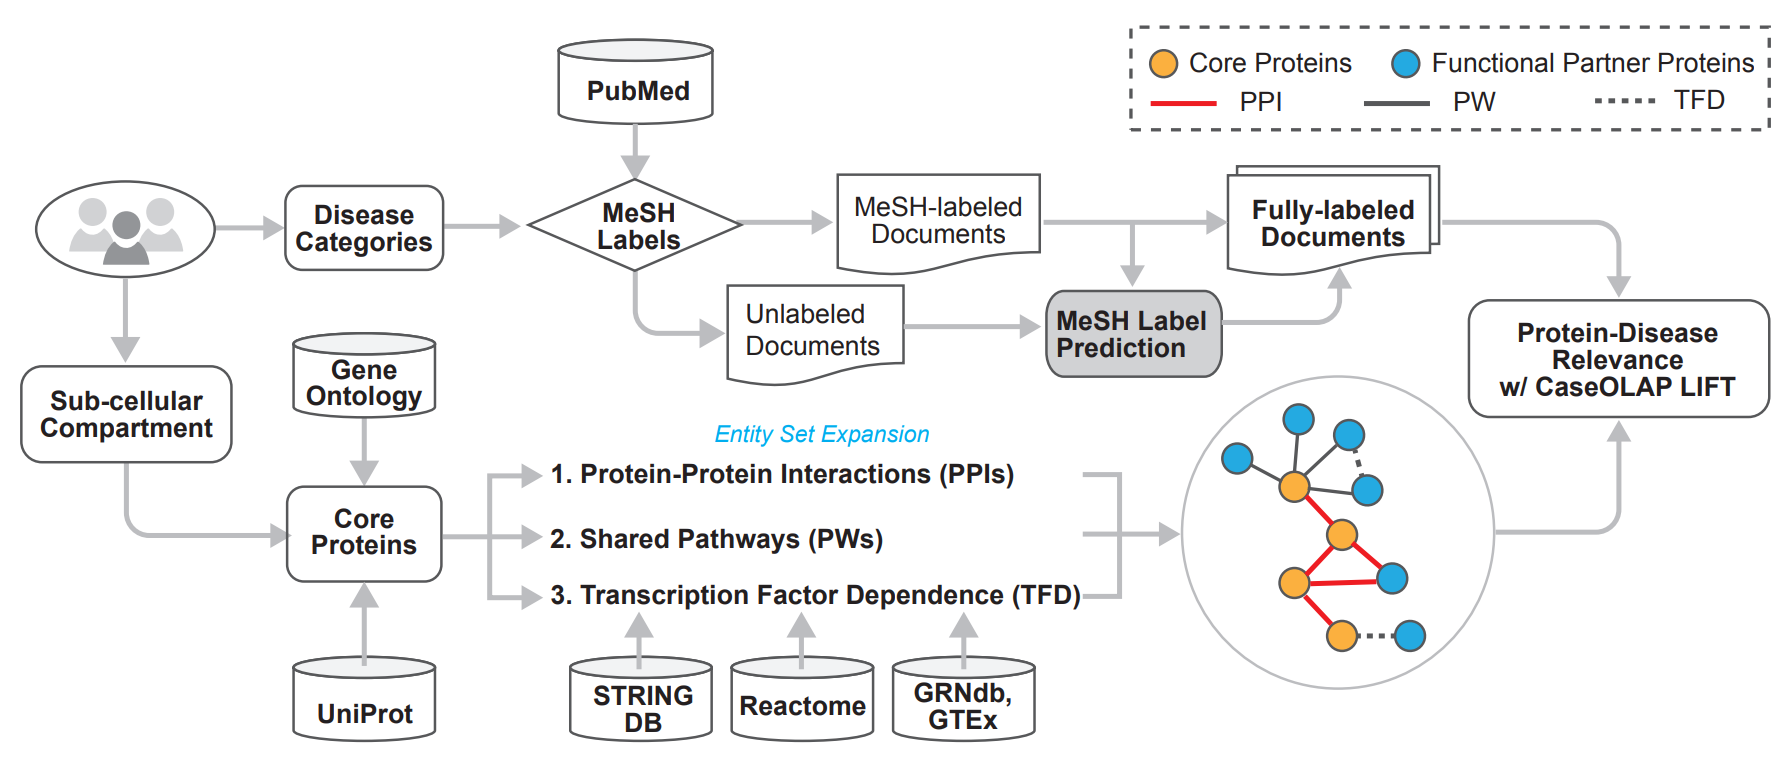 PubMed
Core Proteins
Functional Partner Proteins
PPI
PW
TFD
Disease
Categories
MeSH
Labels
MeSH-labeled
Documents
Fully-labeled
Documents
Unlabeled
Documents
MeSH Label
Prediction
Protein-Disease
Relevance
w/ CaseOLAP LIFT
Sub-cellular
Compartment
Gene
Ontology
Core
Proteins
UniProt
Entity Set Expansion
1. Protein-Protein Interactions (PPIs)
2. Shared Pathways (PWs)
3. Transcription Factor Dependence (TFD)
STRING
DB
Reactome
GRNdb,
GTEx